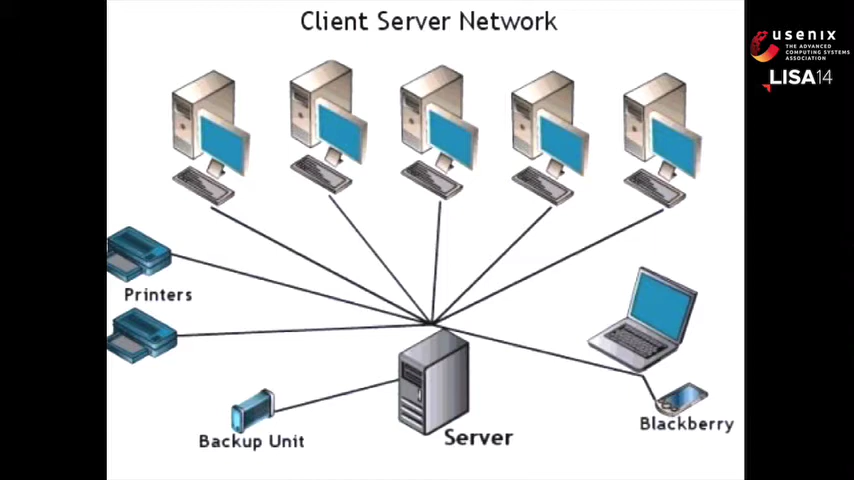 Client Server Network
usenix
THE ADVANCED
COMPUTING SYSTEMS
ASSOCIATION
LISA14
Printers
Backup Unit
Server
Blackberry